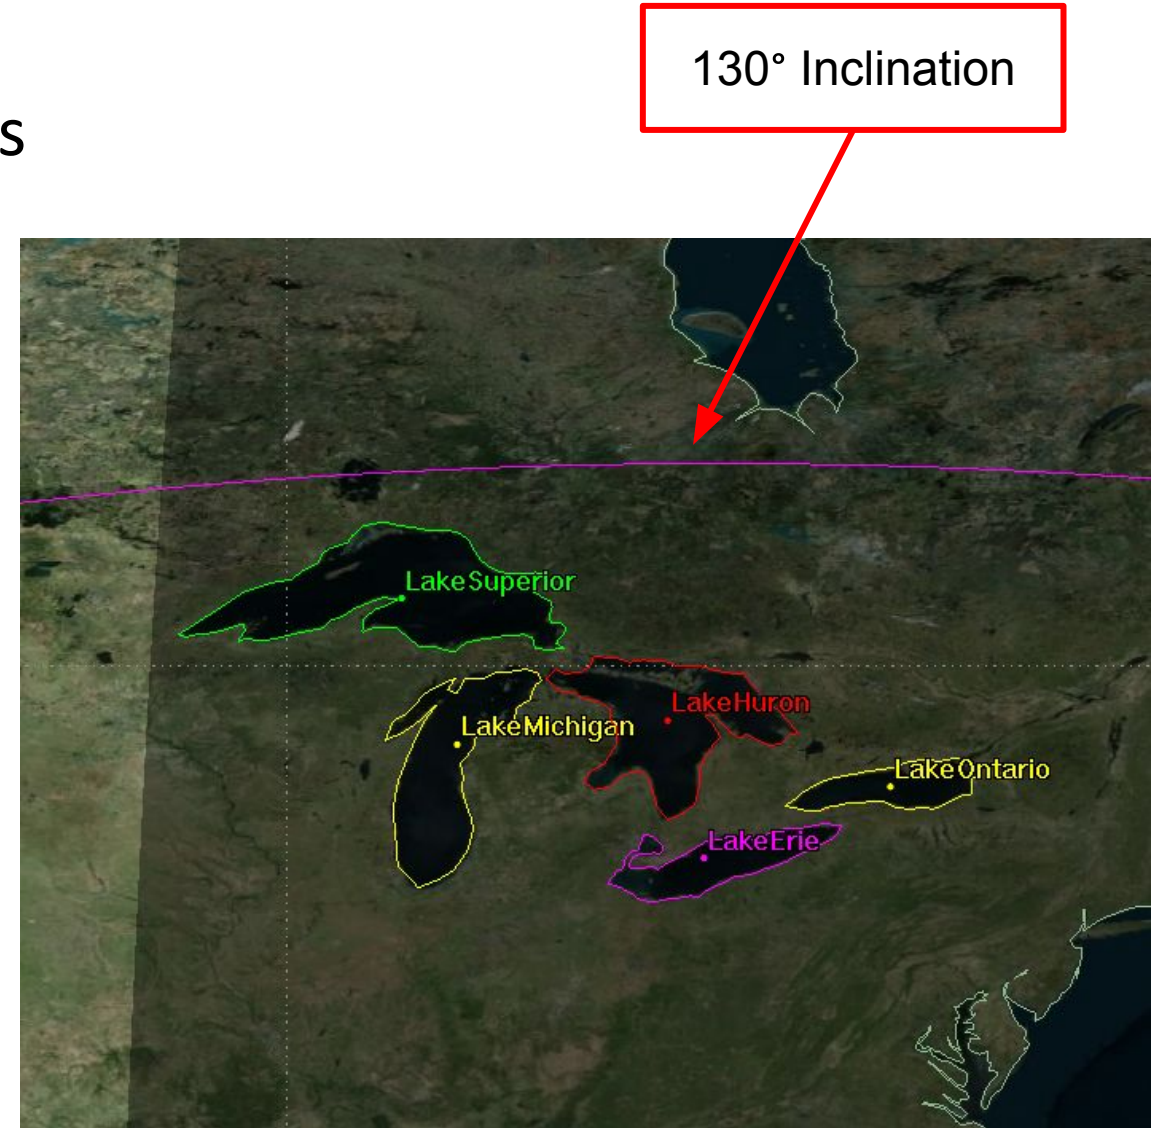 130° Inclination
s
LakeSuperior
LakeHuron
LakeMichigan
LakeOntario
LakeErie